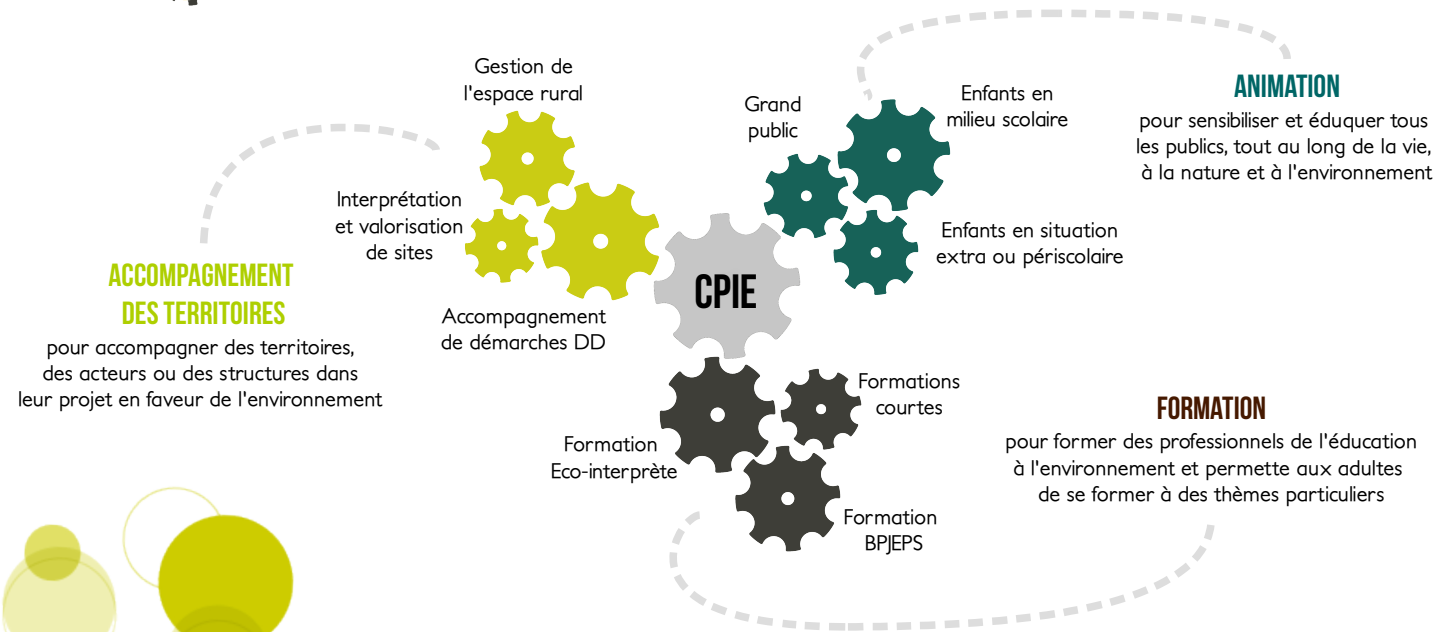 Gestion de
l'espace rural
Interprétation
et valorisation
de sites
Accompagnement
de démarches DD
ACCOMPAGNEMENT
DES TERRITOIRES
pour accompagner des territoires,
des acteurs ou des structures dans
leur projet en faveur de l'environnement
CPIE
Grand
public
Enfants en
milieu scolaire
Enfants en situation
extra ou périscolaire
ANIMATION
pour sensibiliser et éduquer tous
les publics, tout au long de la vie,
à la nature et à l'environnement
Formations
courtes
Formation
Eco-interprète
Formation
BPJEPS
FORMATION
pour former des professionnels de l'éducation
à l'environnement et permette aux adultes
de se former à des thèmes particuliers